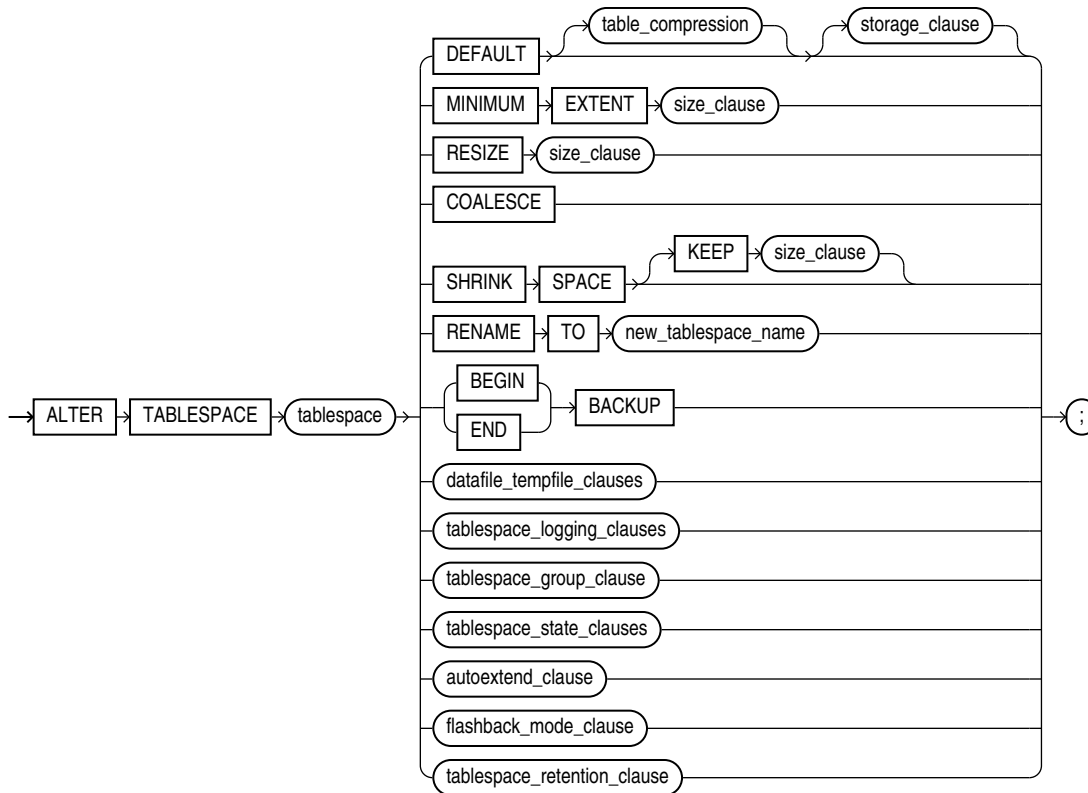 table_compression storage_clause
DEFAULT
MINIMUM EXTENT size_clause
RESIZE size_clause
COALESCE
KEEP size_clause
SHRINK SPACE
RENAME TO new_tablespace_name
BEGIN
ALTER TABLESPACE tablespace BACKUP ;
END
datafile_tempfile_clauses
tablespace_logging_clauses
tablespace_group_clause
tablespace_state_clauses
autoextend_clause
flashback_mode_clause
tablespace_retention_clause